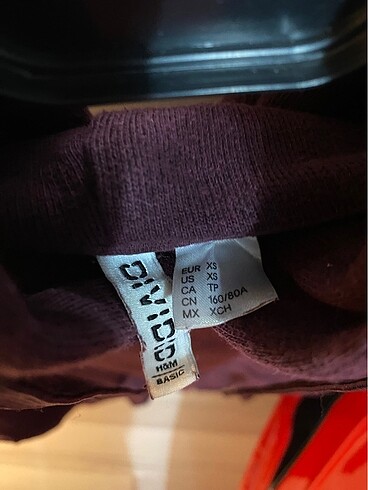 DIVIDED
H&M
BASIC
EUR XS
US XS
CA TP
CN 160/80A
MX XCH